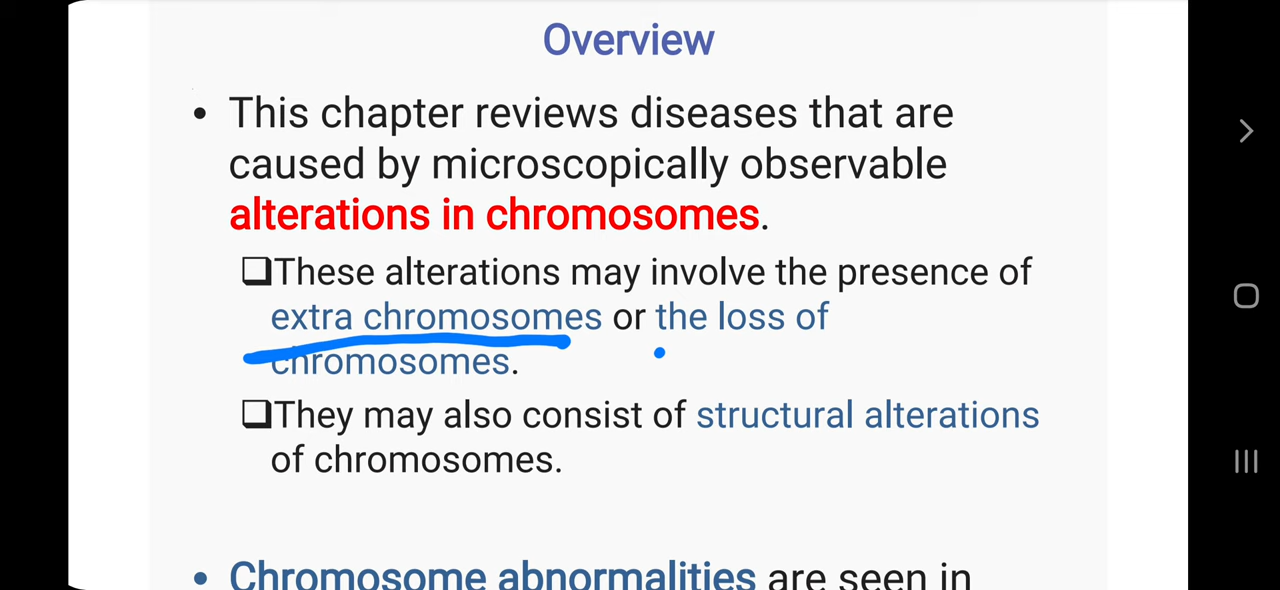 Overview
• This chapter reviews diseases that are
caused by microscopically observable
alterations in chromosomes.
❑These alterations may involve the presence of
extra chromosomes or the loss of
chromosomes.
❑They may also consist of structural alterations
of chromosomes.
• Chromosome abnormalities are seen in